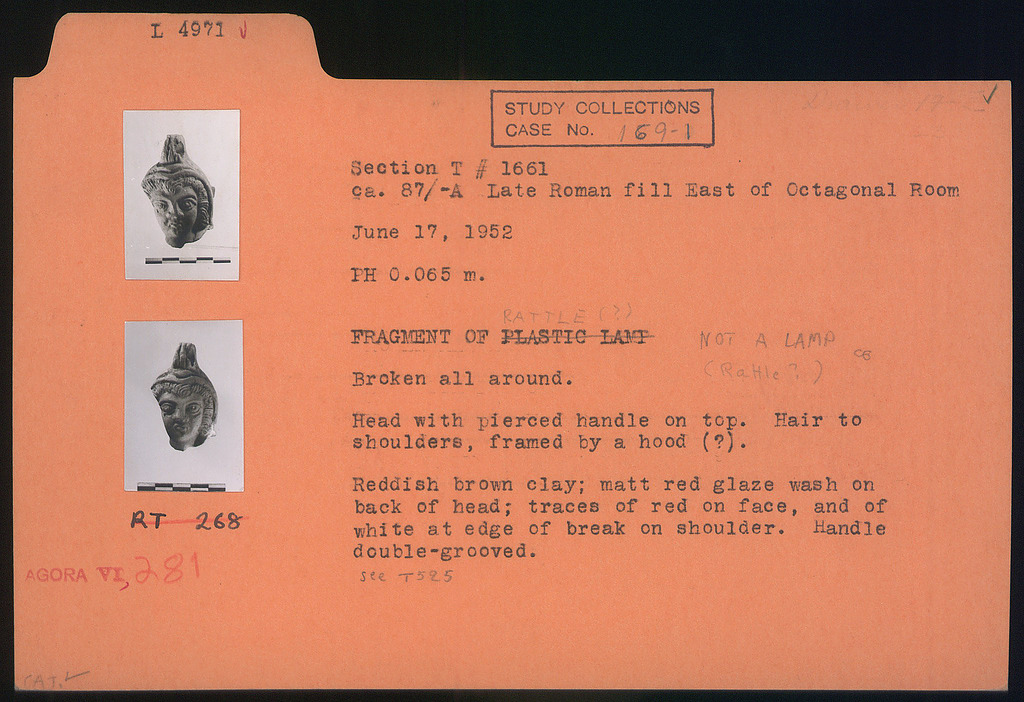 L 4971 ✓
STUDY COLLECTIONS
CASE No. 169-1
Section T # 1661
ca. 87/-A Late Roman fill East of Octagonal Room
June 17, 1952
PH 0.065 m.
RATTLE (?)
FRAGMENT OF PLASTIC LAMP
NOT A LAMP
(Rattle?)
CG
Broken all around.
Head with pierced handle on top. Hair to
shoulders, framed by a hood (?).
Reddish brown clay; matt red glaze wash on
back of head; traces of red on face, and of
white at edge of break on shoulder. Handle
double-grooved.
see T525
RT 268
AGORA VI, 281
CAT. ✓